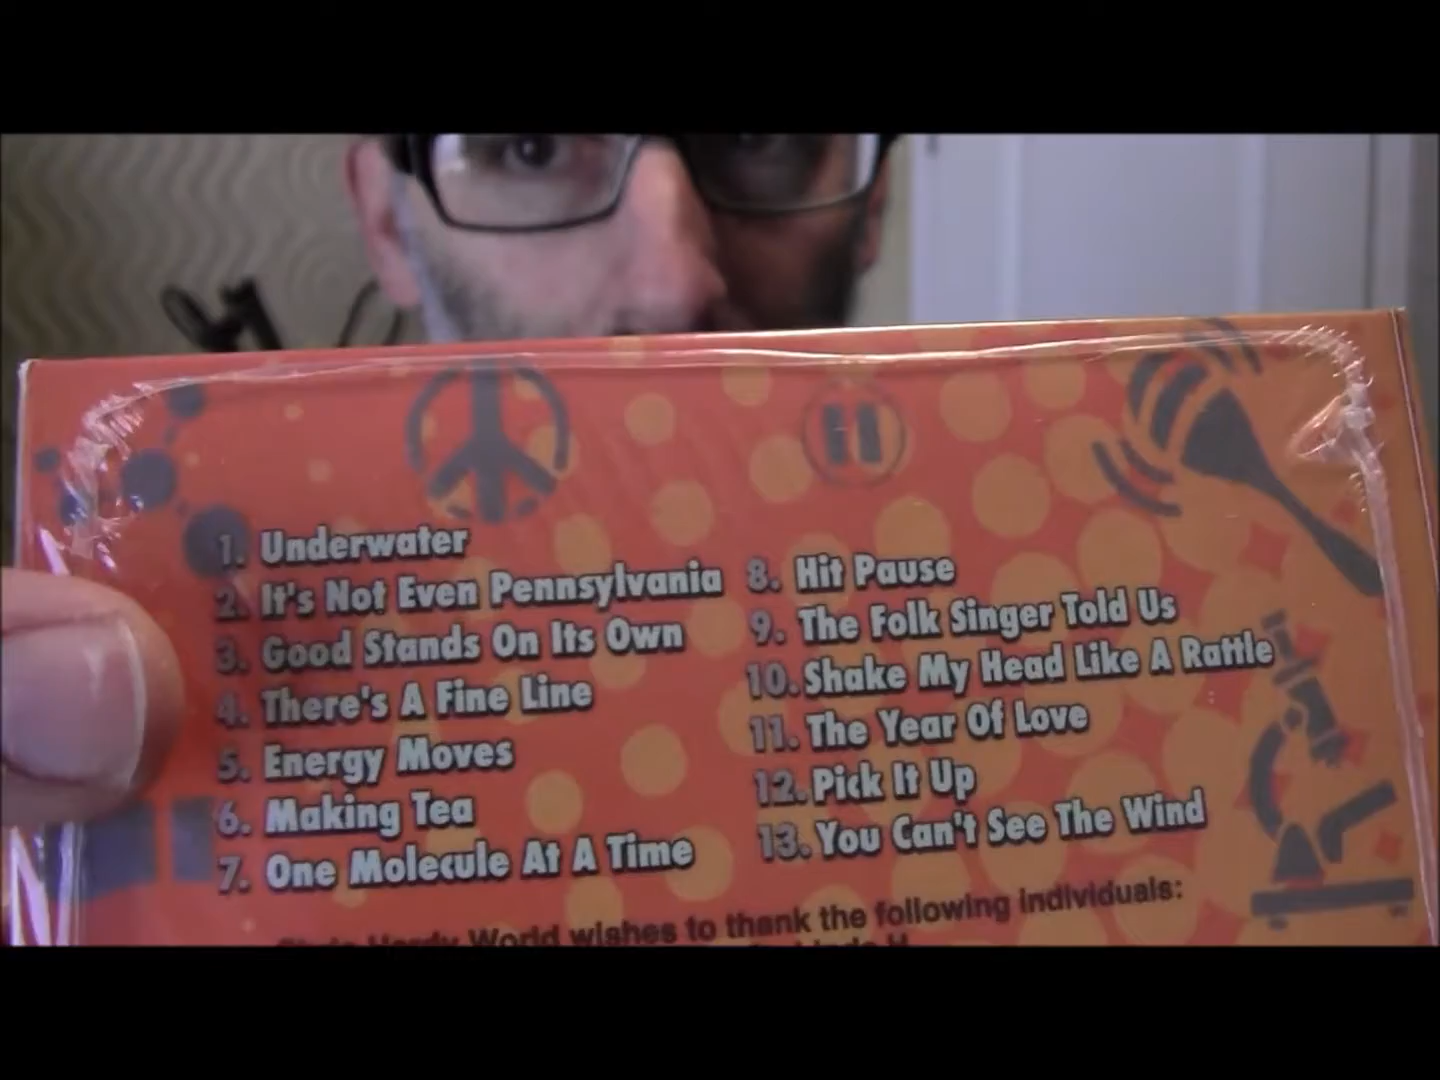 1. Underwater
2. It's Not Even Pennsylvania
3. Good Stands On Its Own
4. There's A Fine Line
5. Energy Moves
6. Making Tea
7. One Molecule At A Time
8. Hit Pause
9. The Folk Singer Told Us
10. Shake My Head Like A Rattle
11. The Year Of Love
12. Pick It Up
13. You Can't See The Wind
Hardy World wishes to thank the following individuals: